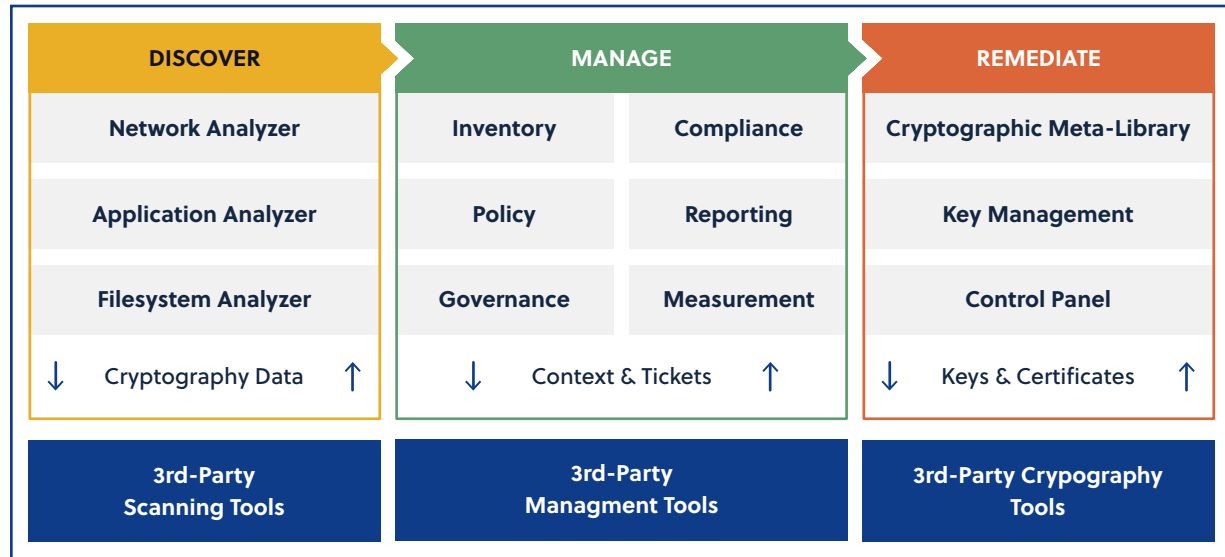 DISCOVER
Network Analyzer
Application Analyzer
Filesystem Analyzer
↓ Cryptography Data ↑
3rd-Party
Scanning Tools
MANAGE
Inventory
Compliance
Policy
Reporting
Governance
Measurement
↓ Context & Tickets ↑
3rd-Party
Managment Tools
REMEDIATE
Cryptographic Meta-Library
Key Management
Control Panel
↓ Keys & Certificates ↑
3rd-Party Crypography
Tools